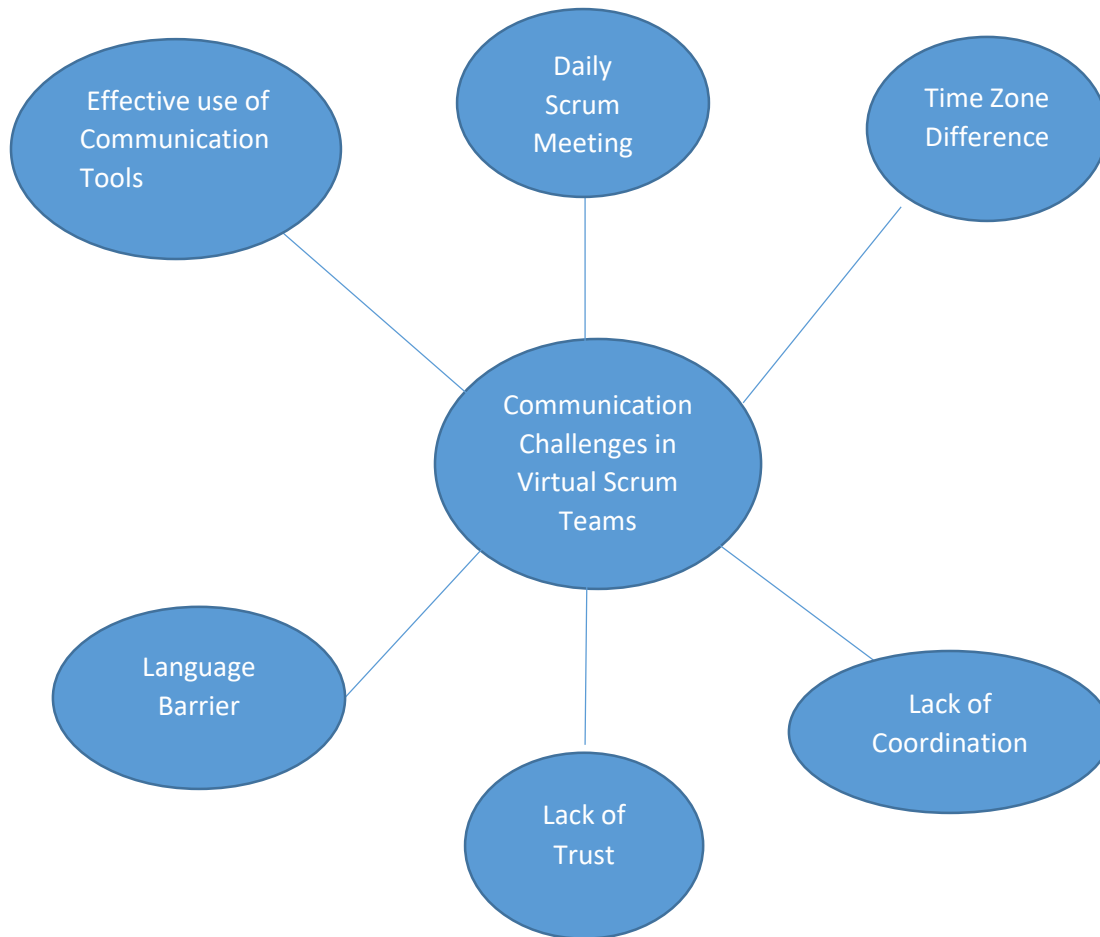 Effective use of
Communication
Tools
Daily
Scrum
Meeting
Time Zone
Difference
Communication
Challenges in
Virtual Scrum
Teams
Language
Barrier
Lack of
Trust
Lack of
Coordination